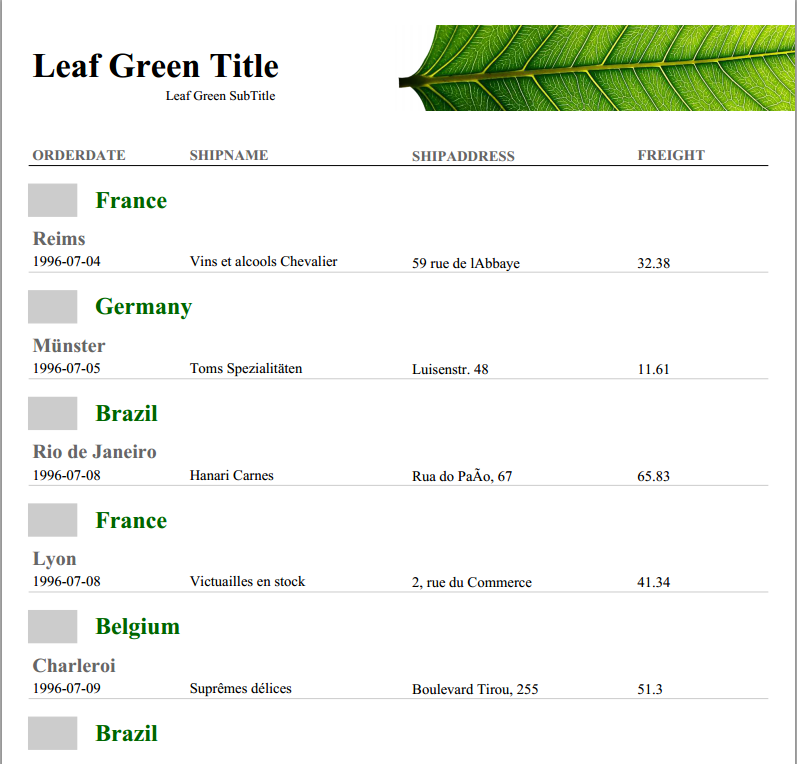 Leaf Green Title
Leaf Green SubTitle
ORDERDATE SHIPNAME SHIPADDRESS FREIGHT
France
Reims
1996-07-04 Vins et alcools Chevalier 59 rue de lAbbaye 32.38
Germany
Münster
1996-07-05 Toms Spezialitäten Luisenstr. 48 11.61
Brazil
Rio de Janeiro
1996-07-08 Hanari Carnes Rua do PaÃo, 67 65.83
France
Lyon
1996-07-08 Victuailles en stock 2, rue du Commerce 41.34
Belgium
Charleroi
1996-07-09 Suprêmes délices Boulevard Tirou, 255 51.3
Brazil